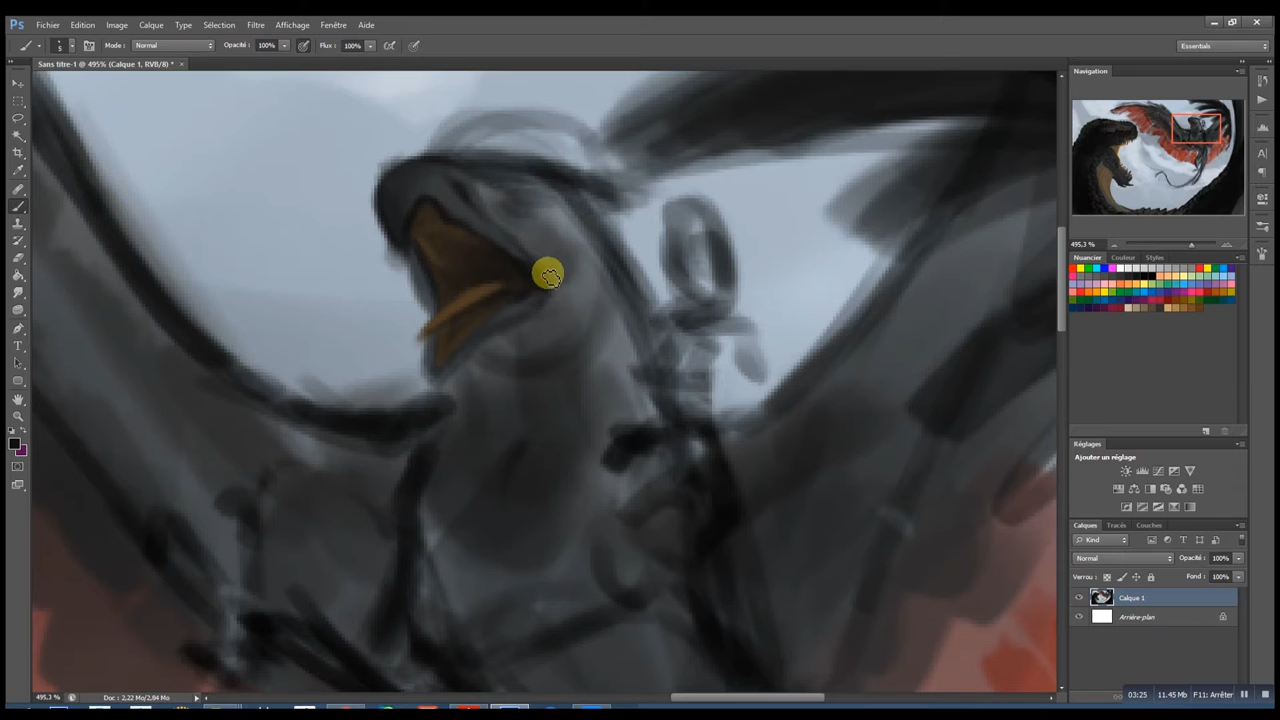 Ps Fichier Edition Image Calque Type Sélection Filtre Affichage Fenêtre Aide
5 Mode : Normal Opacité : 100% Flux : 100% Essentials
Sans titre-1 @ 495% (Calque 1, RVB/8) * ×
Navigation
495,3 %
Nuancier Couleur Styles
Réglages
Ajouter un réglage
Calques Tracés Couches
Kind
Normal Opacité : 100%
Verrou : Fond : 100%
Calque 1
Arrière-plan
495,3 % Doc : 2,22 Mo/2,84 Mo
03:25 11.45 Mb F11: Arrêter